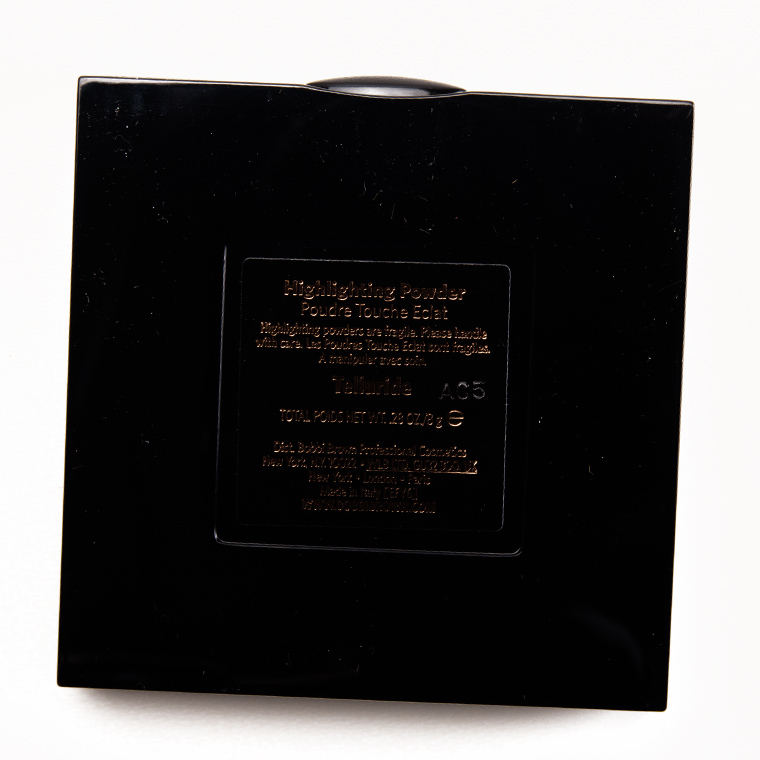 Highlighting Powder
Poudre Touche Eclat
Highlighting powders are fragile. Please handle
with care. Les Poudres Touche Eclat sont fragiles.
A manipuler avec soin.
Telluride AC5
TOTAL POIDS NET WT. .28 OZ./8 g ℮
Dist. Bobbi Brown Professional Cosmetics
New York, N.Y. 10022 -
New York - London - Paris
Made in Italy